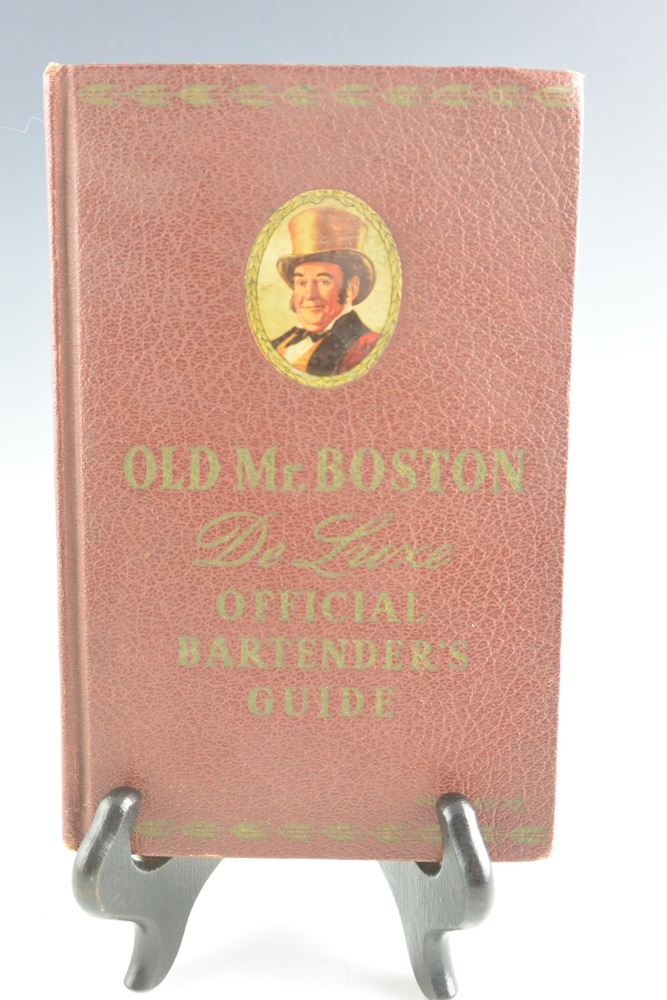 OLD Mr. BOSTON
De Luxe
OFFICIAL
BARTENDER'S
GUIDE